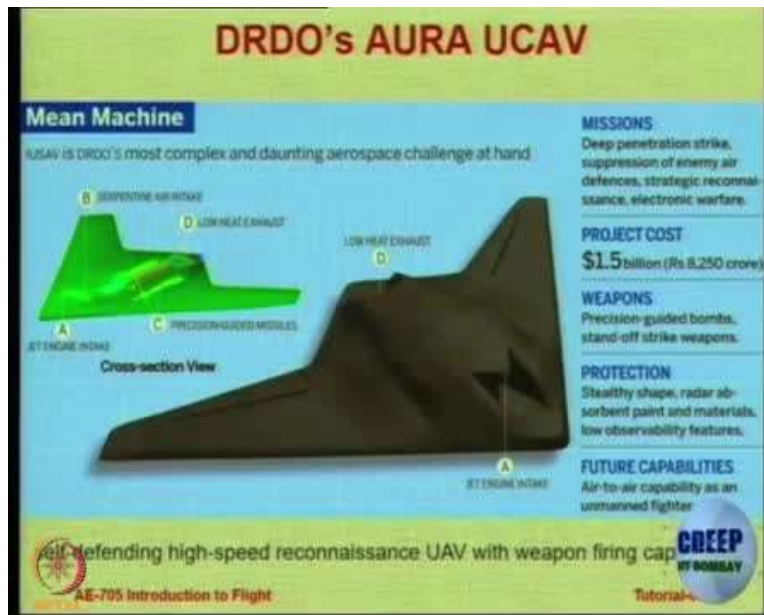 DRDO's AURA UCAV
Mean Machine
IUSAV IS DRDO'S most complex and daunting aerospace challenge at hand
B SERPENTINE AIR INTAKE
D LOW HEAT EXHAUST
A
JET ENGINE INTAKE
C PRECISION-GUIDED MISSILES
Cross-section View
LOW HEAT EXHAUST
D
A
JET ENGINE INTAKE
MISSIONS
Deep penetration strike,
suppression of enemy air
defences, strategic reconnai-
ssance, electronic warfare.
PROJECT COST
$1.5 billion (Rs 8,250 crore)
WEAPONS
Precision-guided bombs,
stand-off strike weapons.
PROTECTION
Stealthy shape, radar ab-
sorbent paint and materials,
low observability features.
FUTURE CAPABILITIES
Air-to-air capability as an
unmanned fighter
elf-defending high-speed reconnaissance UAV with weapon firing cap
CDEEP
IIT BOMBAY
AE-705 Introduction to Flight
Tutorial-